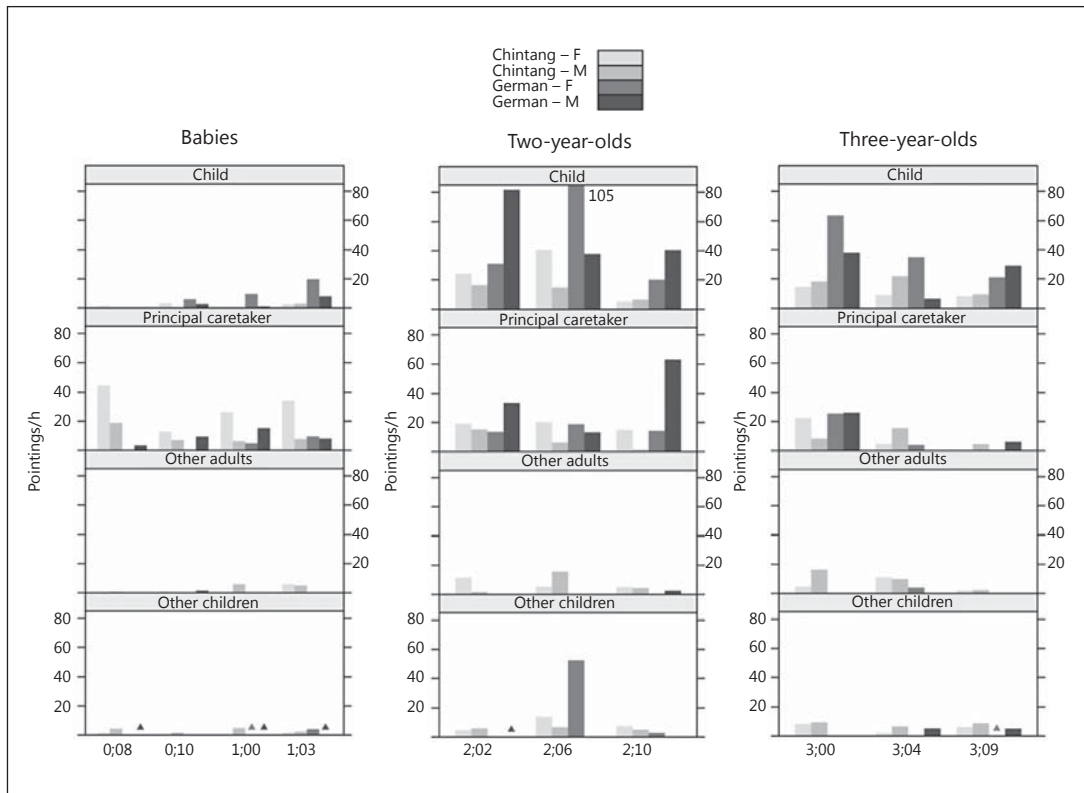 Chintang – F
Chintang – M
German – F
German – M
Babies
Two-year-olds
Three-year-olds
Child
Child
Child
80
60
40
20
80
60
40
20
80
60
40
20
105
Principal caretaker
Principal caretaker
Principal caretaker
80
60
40
20
80
60
40
20
80
60
40
20
Pointings/h
Pointings/h
Pointings/h
Other adults
Other adults
Other adults
80
60
40
20
80
60
40
20
80
60
40
20
Other children
Other children
Other children
80
60
40
20
80
60
40
20
80
60
40
20
0;08 0;10 1;00 1;03
2;02 2;06 2;10
3;00 3;04 3;09